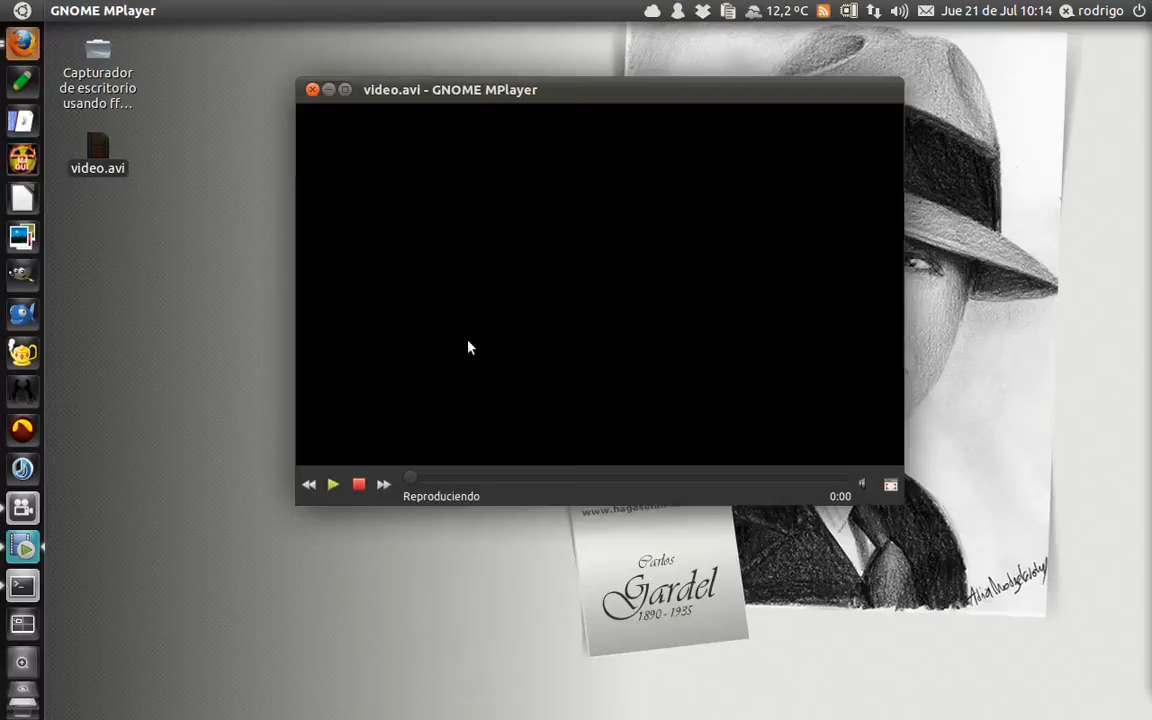 GNOME MPlayer
12,2 °C
Jue 21 de Jul 10:14
rodrigo
Capturador
de escritorio
usando ff...
video.avi
video.avi - GNOME MPlayer
Reproduciendo
0:00
Carlos
Gardel
1890 - 1935